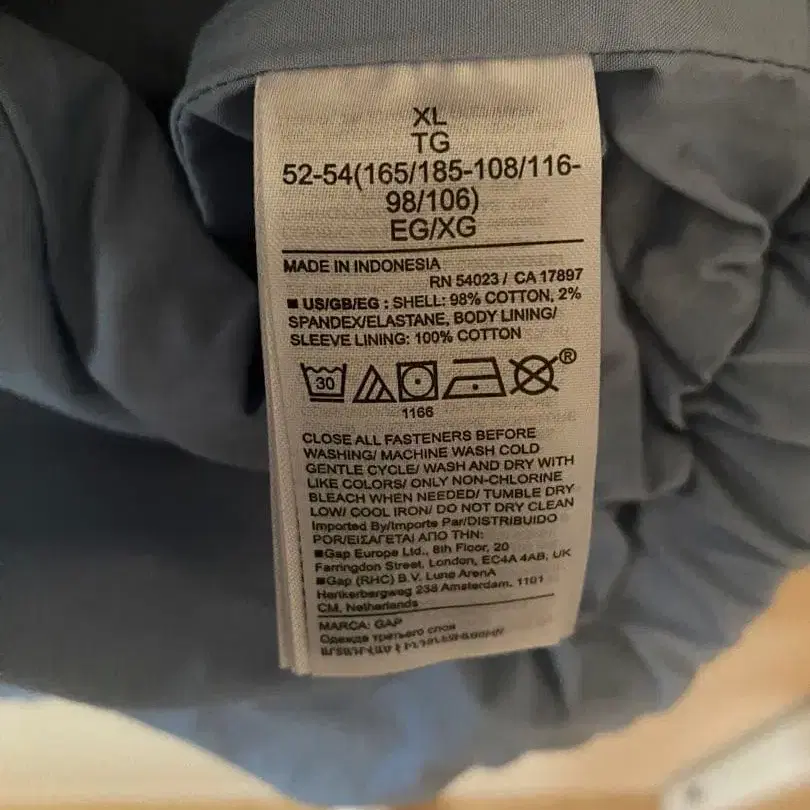 XL
TG
52-54(165/185-108/116-
98/106)
EG/XG
MADE IN INDONESIA
RN 54023 / CA 17897
■ US/GB/EG : SHELL: 98% COTTON, 2%
SPANDEX/ELASTANE, BODY LINING/
SLEEVE LINING: 100% COTTON
30
®
1166
CLOSE ALL FASTENERS BEFORE
WASHING/ MACHINE WASH COLD
GENTLE CYCLE/ WASH AND DRY WITH
LIKE COLORS/ ONLY NON-CHLORINE
BLEACH WHEN NEEDED/ TUMBLE DRY
LOW/ COOL IRON/ DO NOT DRY CLEAN
Imported By/Importe Par/DISTRIBUIDO
POR/ΕΙΣΑΓΕΤΑΙ ΑΠΟ ΤΗΝ:
■Gap Europe Ltd., 8th Floor, 20
Farringdon Street, London, EC4A 4AB, UK
■Gap (RHC) B.V. Luna ArenA
Herikerbergweg 238 Amsterdam, 1101
CM, Netherlands
MARCA: GAP
Одежда третьего слоя